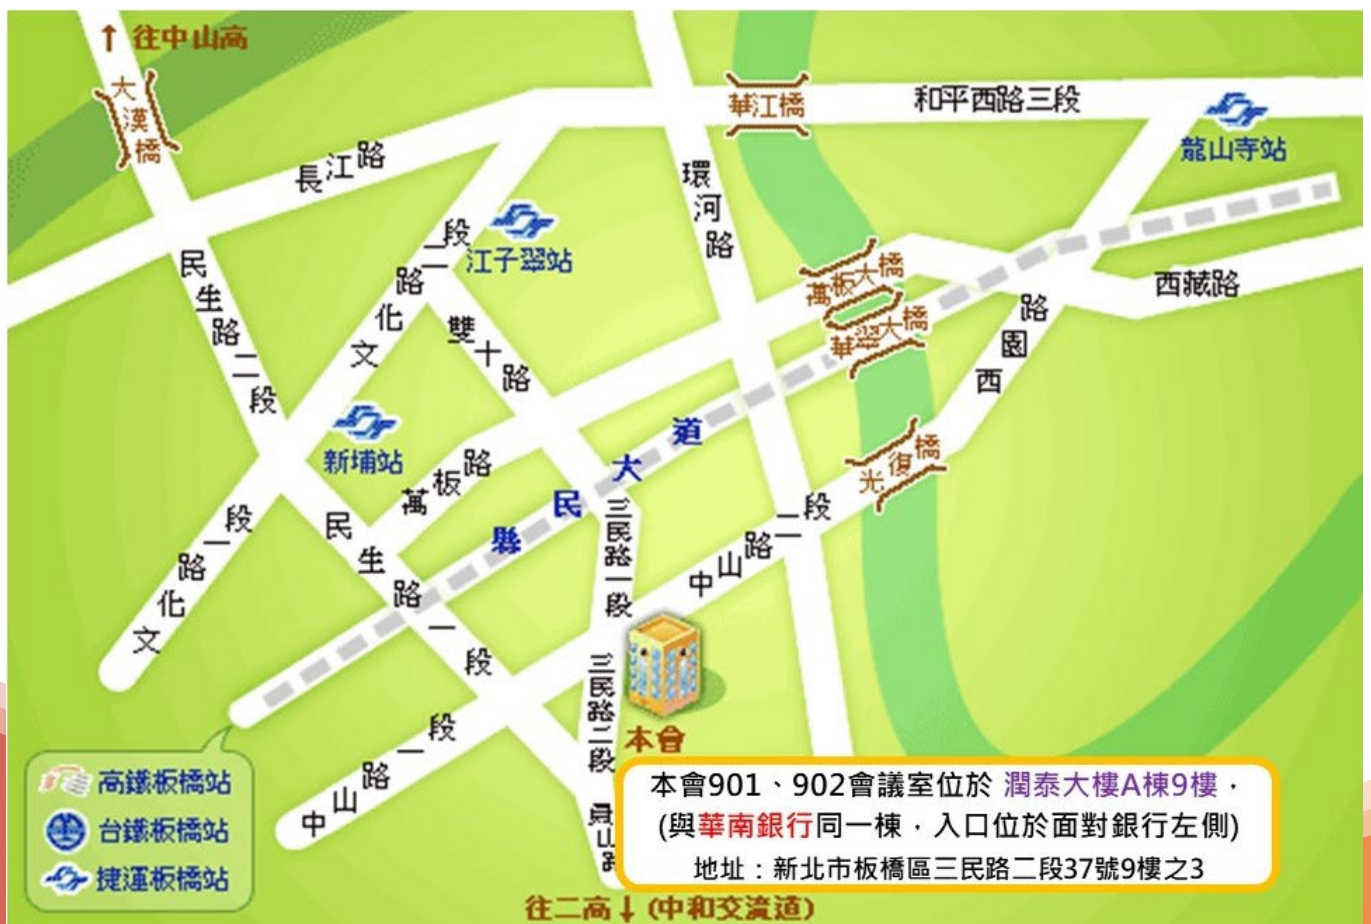 ↑ 往中山高
大漢橋
長江路
華江橋
和平西路三段
龍山寺站
環河路
江子翠站
民生路二段
文化路二段
雙十路
萬板大橋
華翠大橋
西藏路
西園路
新埔站
萬板路
縣民大道
光復橋
三民路一段
中山路二段
文化路一段
民生路一段
三民路二段
本會
中山路一段
員山路
高鐵板橋站
台鐵板橋站
捷運板橋站
本會901、902會議室位於 潤泰大樓A棟9樓，
(與華南銀行同一棟，入口位於面對銀行左側)
地址：新北市板橋區三民路二段37號9樓之3
往二高↓(中和交流道)